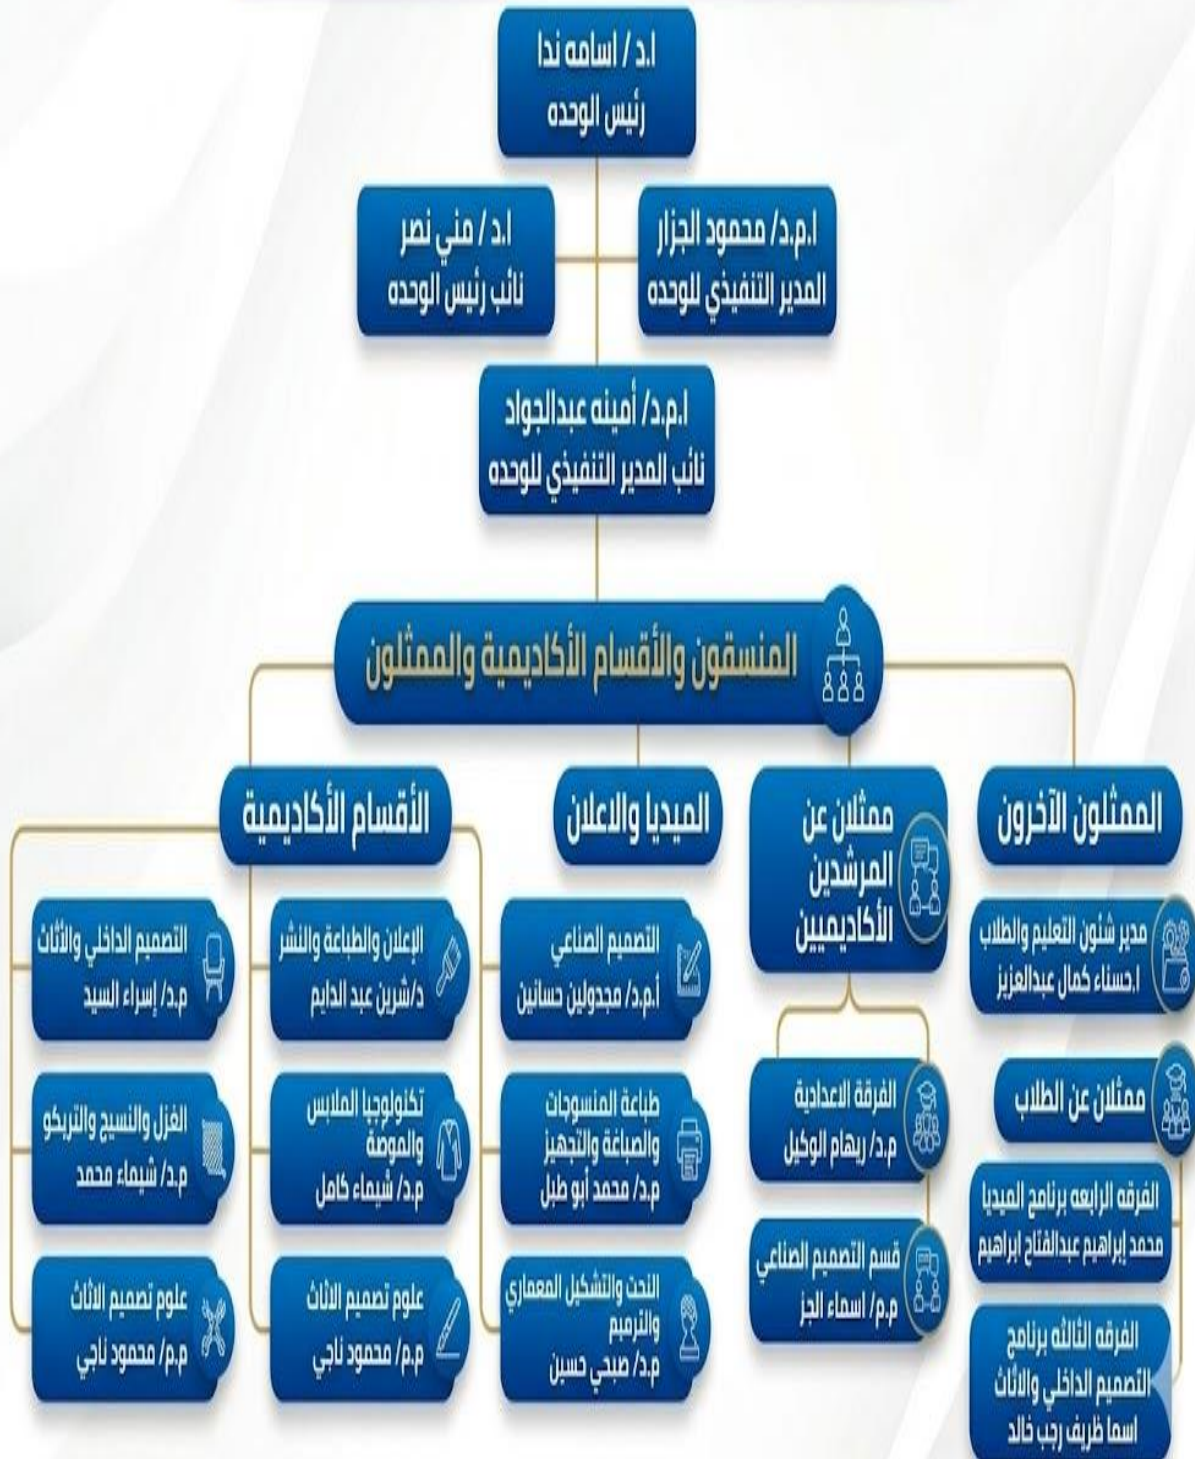 ا.د / اسامه ندا
رئيس الوحده
ا.م.د/ محمود الجزار
المدير التنفيذي للوحده
ا.د / مني نصر
نائب رئيس الوحده
ا.م.د/ أمينه عبدالجواد
نائب المدير التنفيذي للوحده
المنسقون والأقسام الأكاديمية والممثلون
الممثلون الآخرون
مدير شئون التعليم والطلاب
ا.حسناء كمال عبدالعزيز
ممثلان عن الطلاب
الفرقه الرابعه برنامج الميديا
محمد إبراهيم عبدالفتاح ابراهيم
الفرقه الثالثه برنامج
التصميم الداخلي والاثاث
اسما ظريف رجب خالد
ممثلان عن
المرشدين
الأكاديميين
الفرقة الاعدادية
م.د/ ريهام الوكيل
قسم التصميم الصناعي
م.م/ اسماء الجز
الميديا والاعلان
الأقسام الأكاديمية
التصميم الصناعي
أ.م.د/ مجدولين حسانين
الإعلان والطباعة والنشر
د/شرين عبد الدايم
التصميم الداخلي والأثاث
م.د/ إسراء السيد
طباعة المنسوجات
والصباغة والتجهيز
م.د/ محمد أبو طبل
تكنولوجيا الملابس
والموضة
م.د/ شيماء كامل
الغزل والنسيج والتريكو
م.د/ شيماء محمد
النحت والتشكيل المعماري
والترميم
م.د/ صبحي حسين
علوم تصميم الاثاث
م.م/ محمود ناجي
علوم تصميم الاثاث
م.م/ محمود ناجي